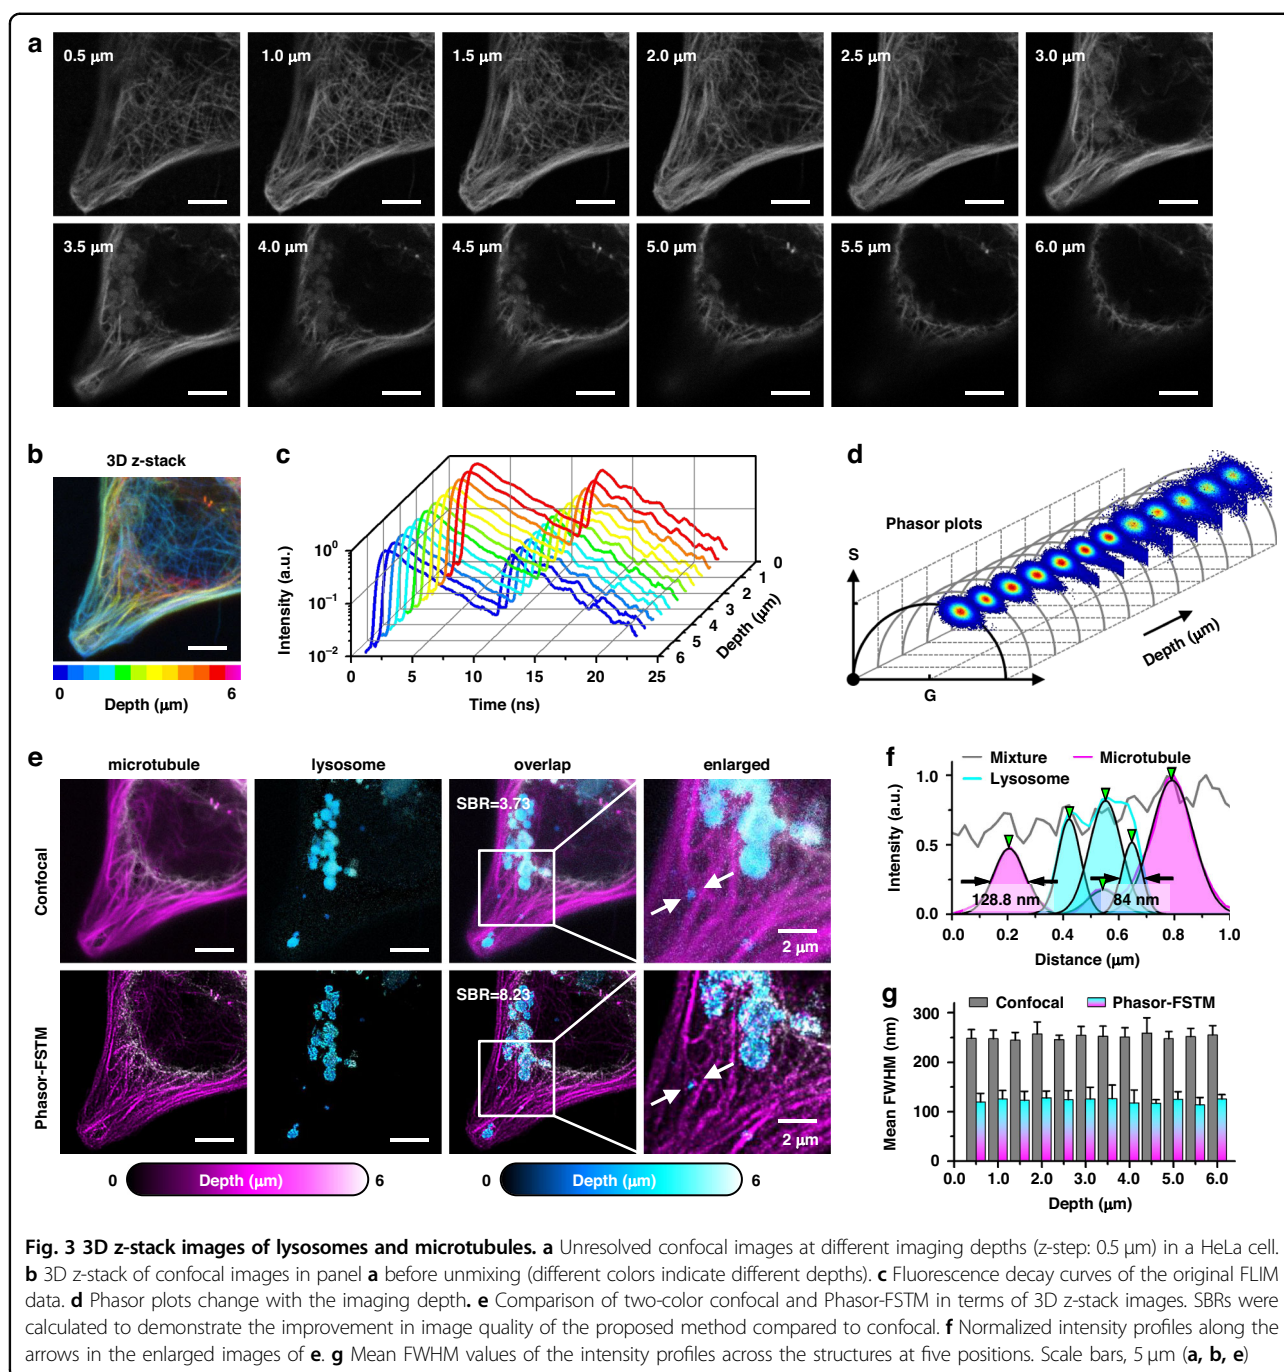 a
0.5 μm
1.0 μm
1.5 μm
2.0 μm
2.5 μm
3.0 μm
3.5 μm
4.0 μm
4.5 μm
5.0 μm
5.5 μm
6.0 μm
b
3D z-stack
0
6
Depth (μm)
c
10⁰
10⁻¹
10⁻²
Intensity (a.u.)
0
5
10
15
20
25
Time (ns)
0
1
2
3
4
5
6
Depth (μm)
d
Phasor plots
S
G
Depth (μm)
e
microtubule
lysosome
overlap
enlarged
Confocal
SBR=3.73
2 μm
Phasor-FSTM
SBR=8.23
2 μm
0
Depth (μm)
6
0
Depth (μm)
6
f
Mixture
Microtubule
Lysosome
1.0
0.5
0.0
Intensity (a.u.)
128.8 nm
84 nm
0.0
0.2
0.4
0.6
0.8
1.0
Distance (μm)
g
Confocal
Phasor-FSTM
300
250
200
150
100
50
0
Mean FWHM (nm)
0.0
1.0
2.0
3.0
4.0
5.0
6.0
Depth (μm)
Fig. 3 3D z-stack images of lysosomes and microtubules. a Unresolved confocal images at different imaging depths (z-step: 0.5 μm) in a HeLa cell.
b 3D z-stack of confocal images in panel a before unmixing (different colors indicate different depths). c Fluorescence decay curves of the original FLIM
data. d Phasor plots change with the imaging depth. e Comparison of two-color confocal and Phasor-FSTM in terms of 3D z-stack images. SBRs were
calculated to demonstrate the improvement in image quality of the proposed method compared to confocal. f Normalized intensity profiles along the
arrows in the enlarged images of e. g Mean FWHM values of the intensity profiles across the structures at five positions. Scale bars, 5 μm (a, b, e)